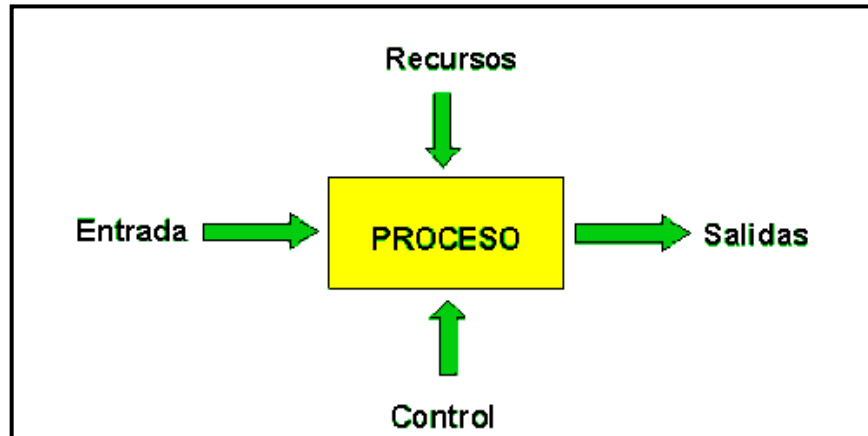 Recursos
Entrada
PROCESO
Salidas
Control